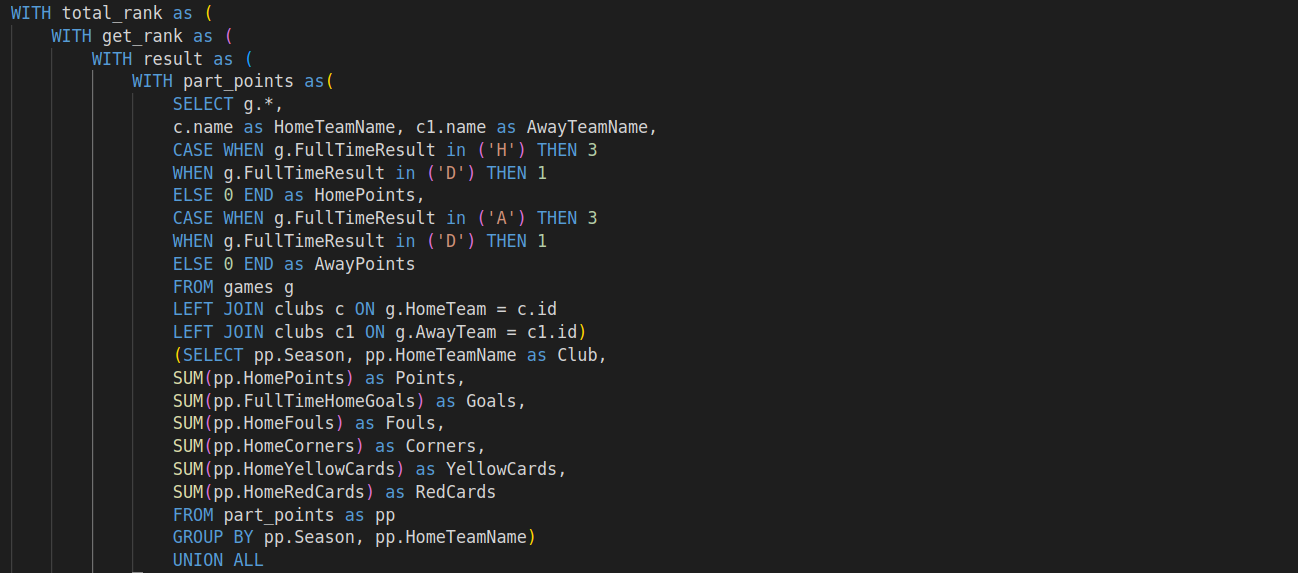 WITH total_rank as (
WITH get_rank as (
WITH result as (
WITH part_points as(
SELECT g.*,
c.name as HomeTeamName, c1.name as AwayTeamName,
CASE WHEN g.FullTimeResult in ('H') THEN 3
WHEN g.FullTimeResult in ('D') THEN 1
ELSE 0 END as HomePoints,
CASE WHEN g.FullTimeResult in ('A') THEN 3
WHEN g.FullTimeResult in ('D') THEN 1
ELSE 0 END as AwayPoints
FROM games g
LEFT JOIN clubs c ON g.HomeTeam = c.id
LEFT JOIN clubs c1 ON g.AwayTeam = c1.id)
(SELECT pp.Season, pp.HomeTeamName as Club,
SUM(pp.HomePoints) as Points,
SUM(pp.FullTimeHomeGoals) as Goals,
SUM(pp.HomeFouls) as Fouls,
SUM(pp.HomeCorners) as Corners,
SUM(pp.HomeYellowCards) as YellowCards,
SUM(pp.HomeRedCards) as RedCards
FROM part_points as pp
GROUP BY pp.Season, pp.HomeTeamName)
UNION ALL